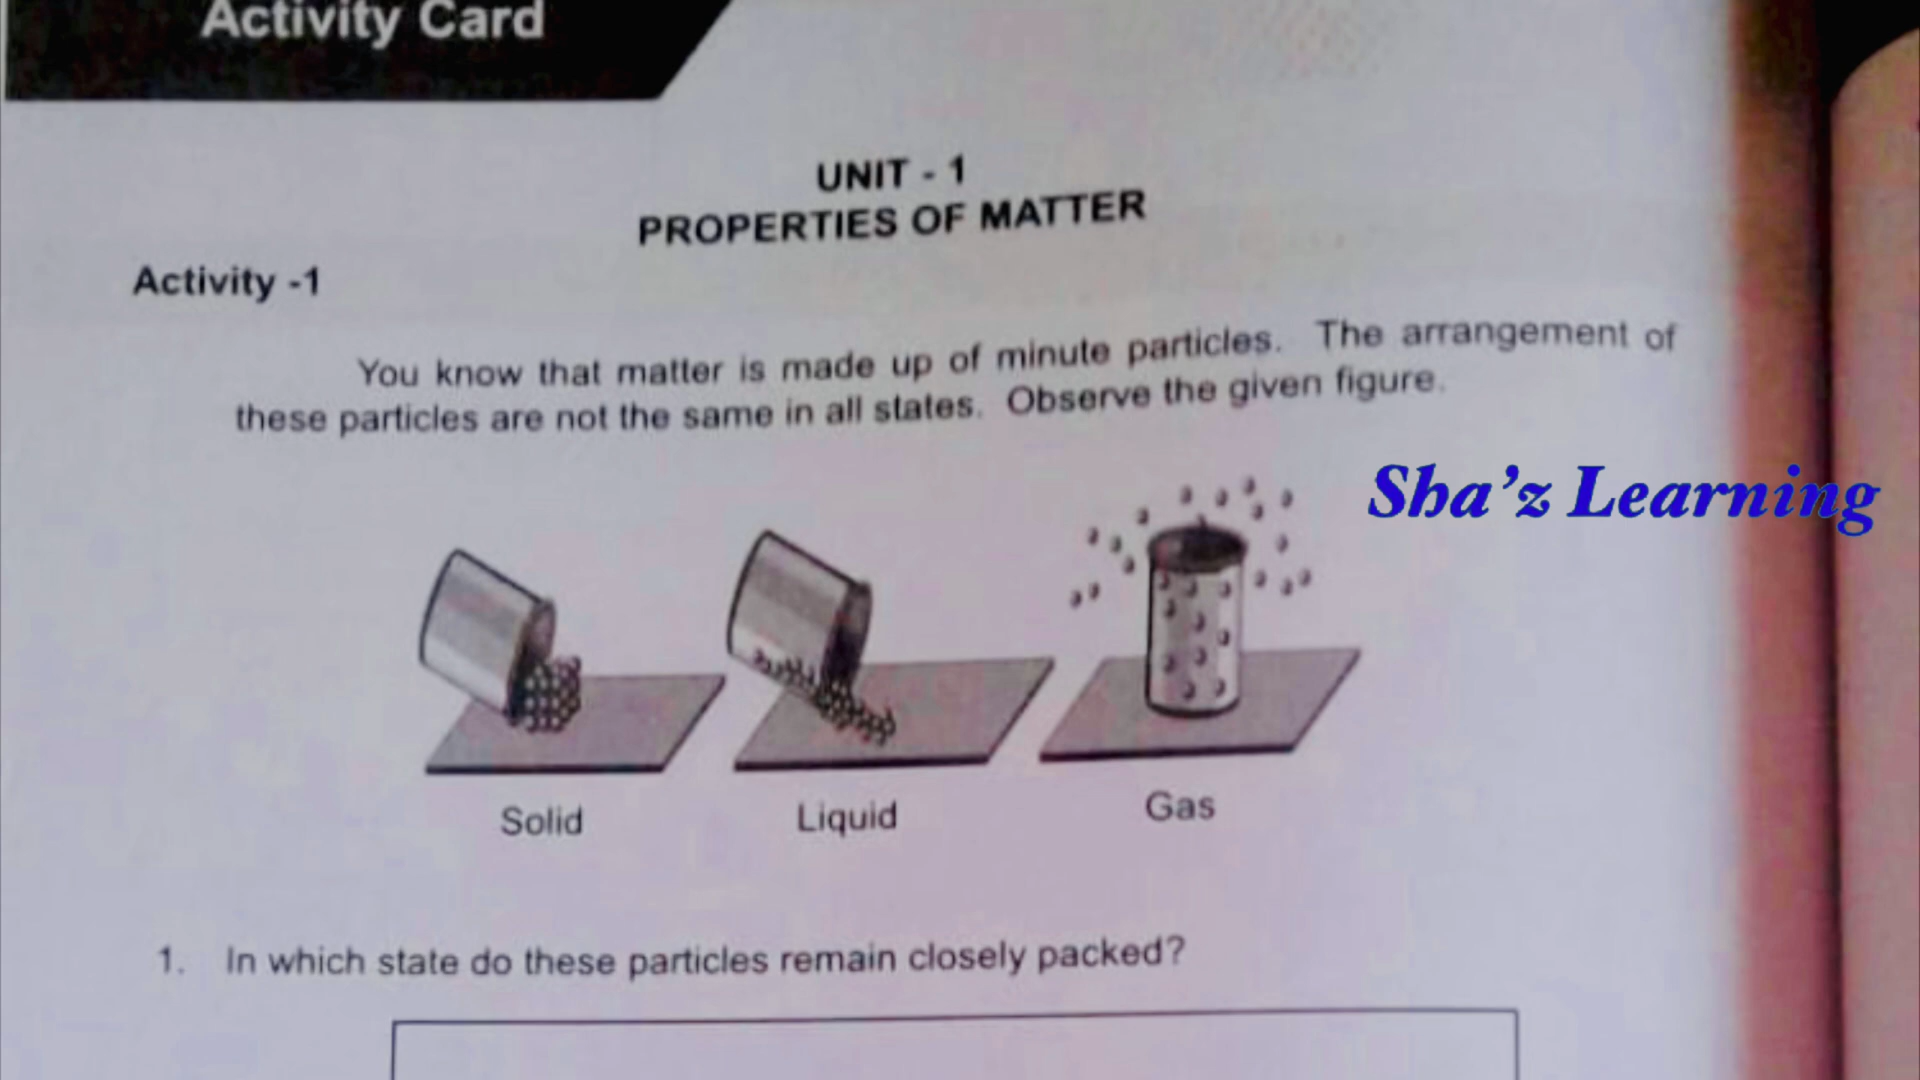 Activity Card
UNIT - 1
PROPERTIES OF MATTER
Activity -1
You know that matter is made up of minute particles. The arrangement of
these particles are not the same in all states. Observe the given figure.
Sha'z Learning
Solid
Liquid
Gas
1. In which state do these particles remain closely packed?